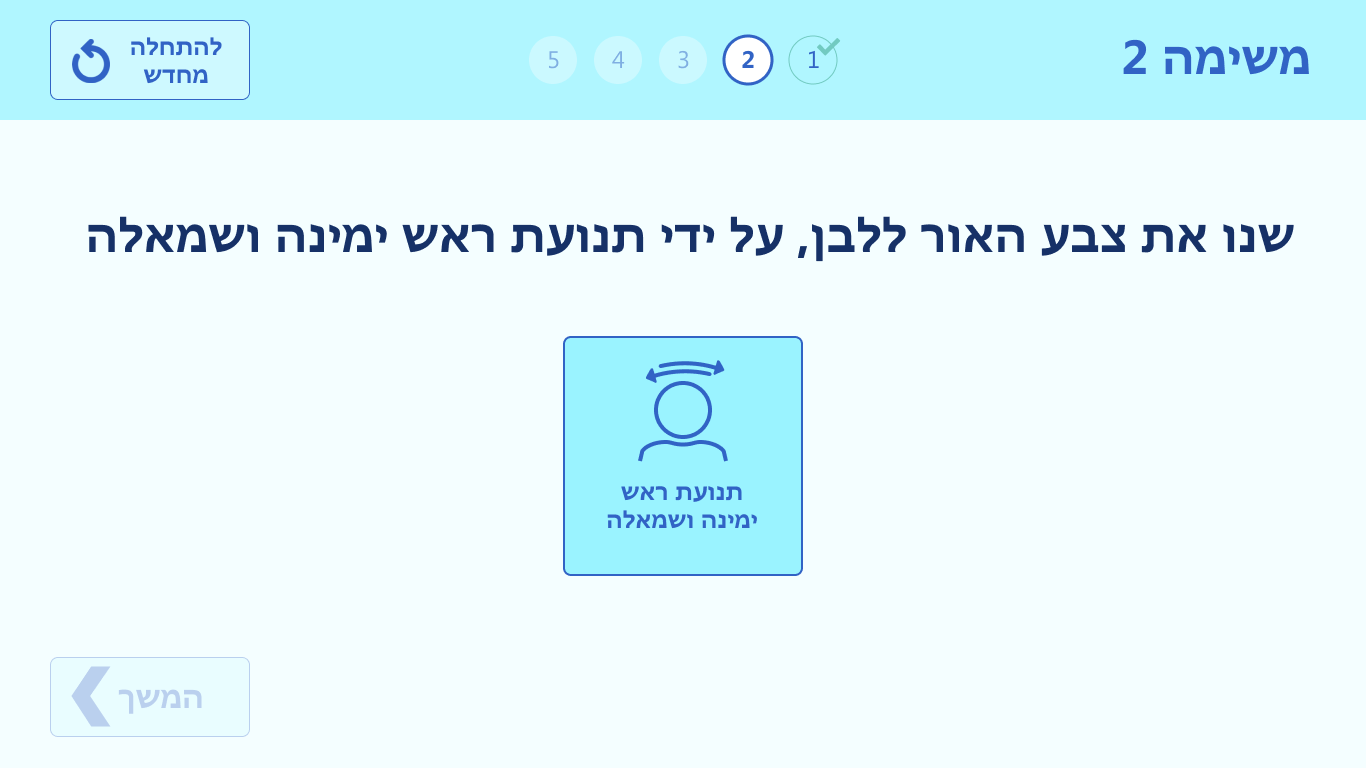 משימה 2
1 2 3 4 5
להתחלה
מחדש
שנו את צבע האור ללבן, על ידי תנועת ראש ימינה ושמאלה
תנועת ראש
ימינה ושמאלה
המשך